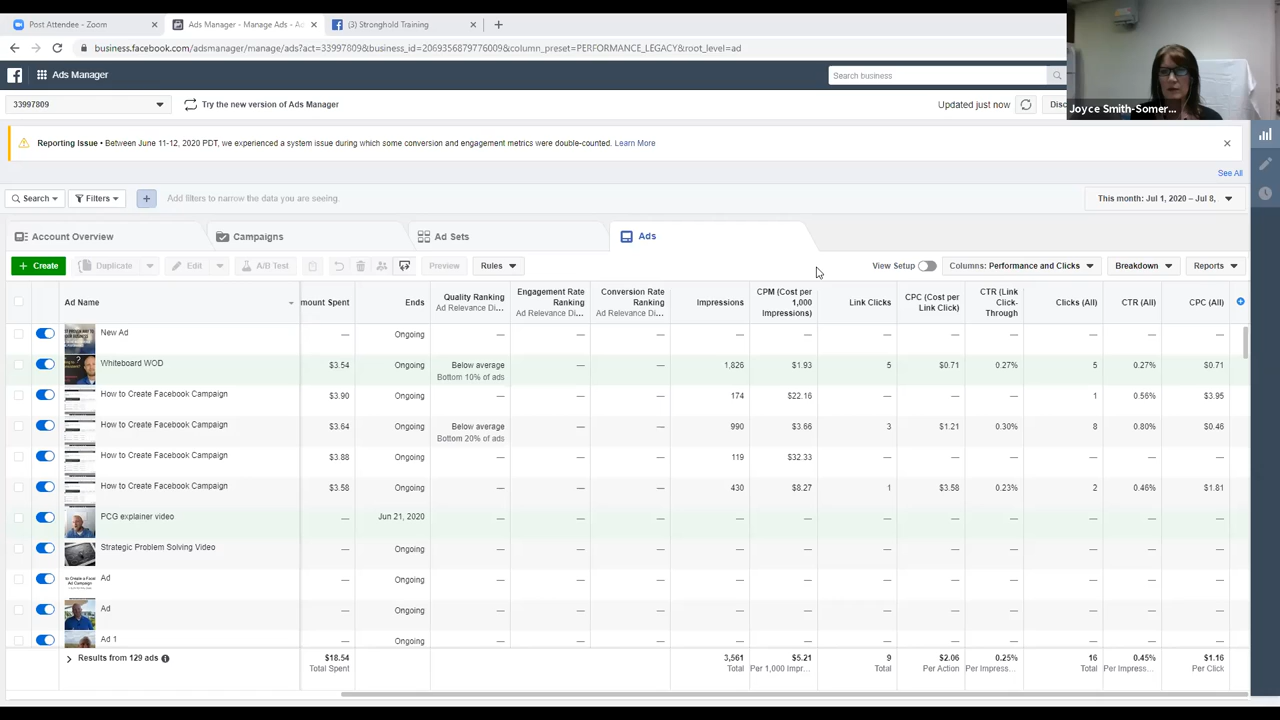 Post Attendee - Zoom
Ads Manager - Manage Ads - Ad
(3) Stronghold Training
business.facebook.com/adsmanager/manage/ads?act=33997809&business_id=2069356879776009&column_preset=PERFORMANCE_LEGACY&root_level=ad
Ads Manager
Search business
Joyce Smith-Somer...
33997809
Try the new version of Ads Manager
Updated just now
Disc
Reporting Issue • Between June 11-12, 2020 PDT, we experienced a system issue during which some conversion and engagement metrics were double-counted. Learn More
See All
Search
Filters
Add filters to narrow the data you are seeing.
This month: Jul 1, 2020 – Jul 8,
Account Overview
Campaigns
Ad Sets
Ads
+ Create
Duplicate
Edit
A/B Test
Preview
Rules
View Setup
Columns: Performance and Clicks
Breakdown
Reports
Ad Name
mount Spent
Ends
Quality Ranking
Ad Relevance Di...
Engagement Rate Ranking
Ad Relevance Di...
Conversion Rate Ranking
Ad Relevance Di...
Impressions
CPM (Cost per 1,000 Impressions)
Link Clicks
CPC (Cost per Link Click)
CTR (Link Click-Through
Clicks (All)
CTR (All)
CPC (All)
New Ad — Ongoing — — — — — — — — — — —
Whiteboard WOD $3.54 Ongoing Below average — — 1,826 $1.93 5 $0.71 0.27% 5 0.27% $0.71
Bottom 10% of ads
How to Create Facebook Campaign $3.90 Ongoing — — — 174 $22.16 — — — 1 0.56% $3.95
How to Create Facebook Campaign $3.64 Ongoing Below average — — 990 $3.66 3 $1.21 0.30% 8 0.80% $0.46
Bottom 20% of ads
How to Create Facebook Campaign $3.88 Ongoing — — — 119 $32.33 — — — — — —
How to Create Facebook Campaign $3.58 Ongoing — — — 430 $8.27 1 $3.58 0.23% 2 0.46% $1.81
PCG explainer video — Jun 21, 2020 — — — — — — — — — — —
Strategic Problem Solving Video — Ongoing — — — — — — — — — — —
Ad — Ongoing — — — — — — — — — — —
Ad — Ongoing — — — — — — — — — — —
Ad 1 — Ongoing — — — — — — — — — — —
Results from 129 ads $18.54 3,561 $5.21 9 $2.06 0.25% 16 0.45% $1.16
Total Spent Total Per 1,000 Impr... Total Per Action Per Impress... Total Per Impress... Per Click